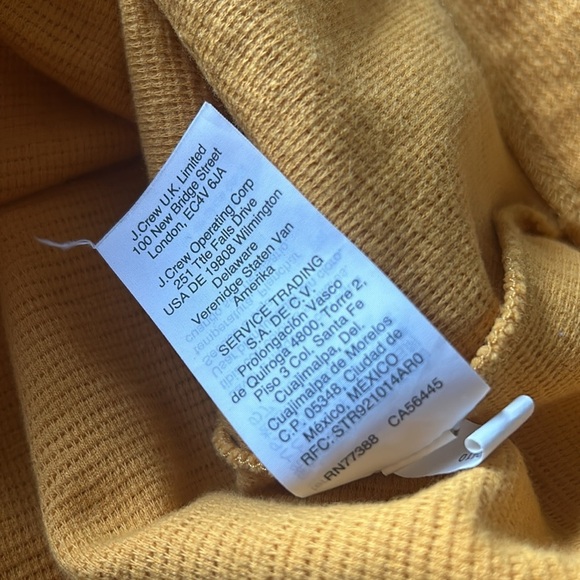 J.Crew U.K. Limited
100 New Bridge Street
London, EC4V 6JA
J.Crew Operating Corp
251 Ttle Falls Drive
USA DE 19808 Wilmington
Delaware
Verenidge Staten Van
Amerika
SERVICE TRADING
S.A. DE C.V.
Prolongación Vasco
de Quiroga 4800, Torre 2,
Piso 3 Col. Santa Fe
Cuajimalpa, Del.
Cuajimalpa de Morelos
C.P. 05348, Ciudad de
México, MEXICO
RFC: STR921014AR0
RN77388 CA56445